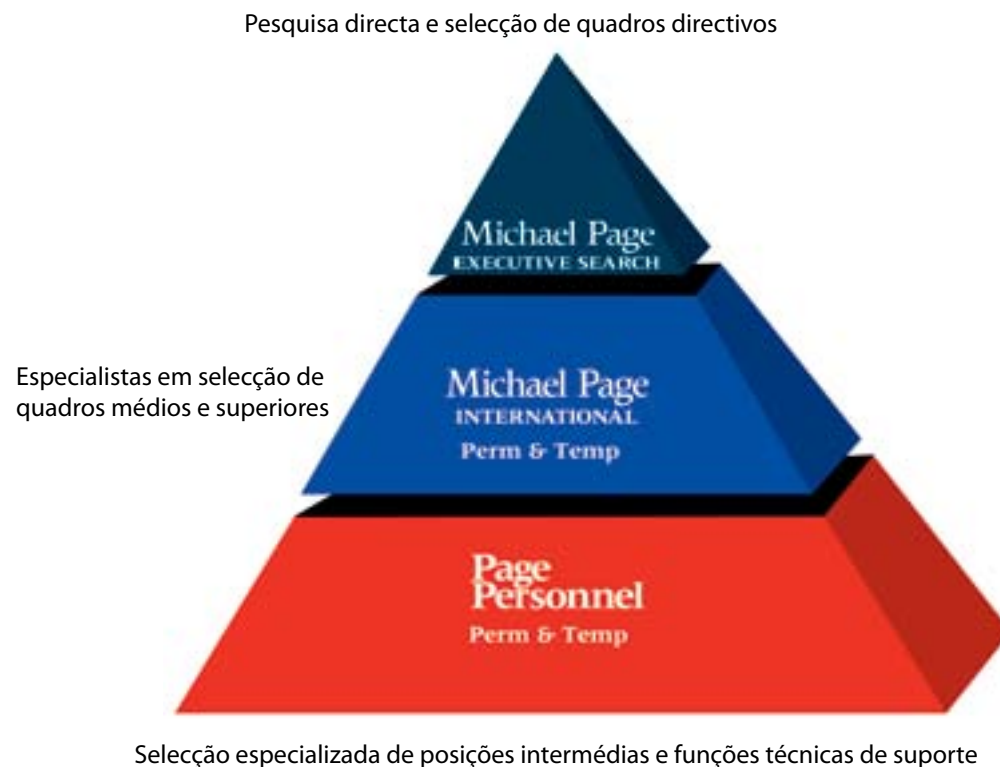 Pesquisa directa e selecção de quadros directivos
Michael Page
EXECUTIVE SEARCH
Especialistas em selecção de
quadros médios e superiores
Michael Page
INTERNATIONAL
Perm & Temp
Page
Personnel
Perm & Temp
Selecção especializada de posições intermédias e funções técnicas de suporte